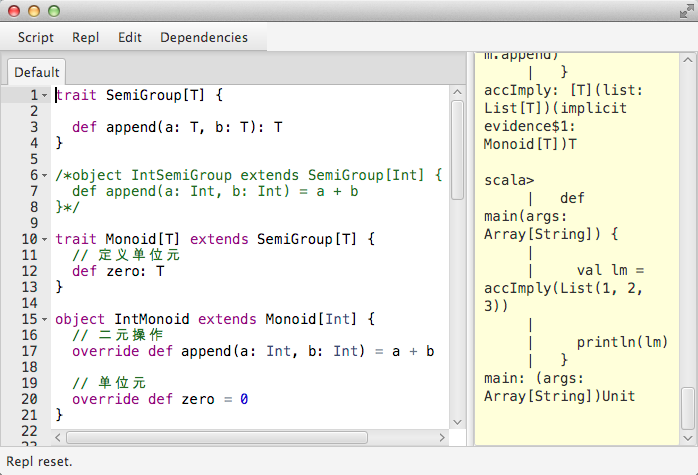 Script Repl Edit Dependencies
Default
1 trait SemiGroup[T] {
2
3 def append(a: T, b: T): T
4 }
5
6 /*object IntSemiGroup extends SemiGroup[Int] {
7 def append(a: Int, b: Int) = a + b
8 }*/
9
10 trait Monoid[T] extends SemiGroup[T] {
11 // 定义单位元
12 def zero: T
13 }
14
15 object IntMonoid extends Monoid[Int] {
16 // 二元操作
17 override def append(a: Int, b: Int) = a + b
18
19 // 单位元
20 override def zero = 0
21 }
22
23
m.append)
| }
accImply: [T](list:
List[T])(implicit
evidence$1:
Monoid[T])T
scala>
| def
main(args:
Array[String]) {
|
| val lm =
accImply(List(1, 2,
3))
|
| println(lm)
| }
main: (args:
Array[String])Unit
Repl reset.